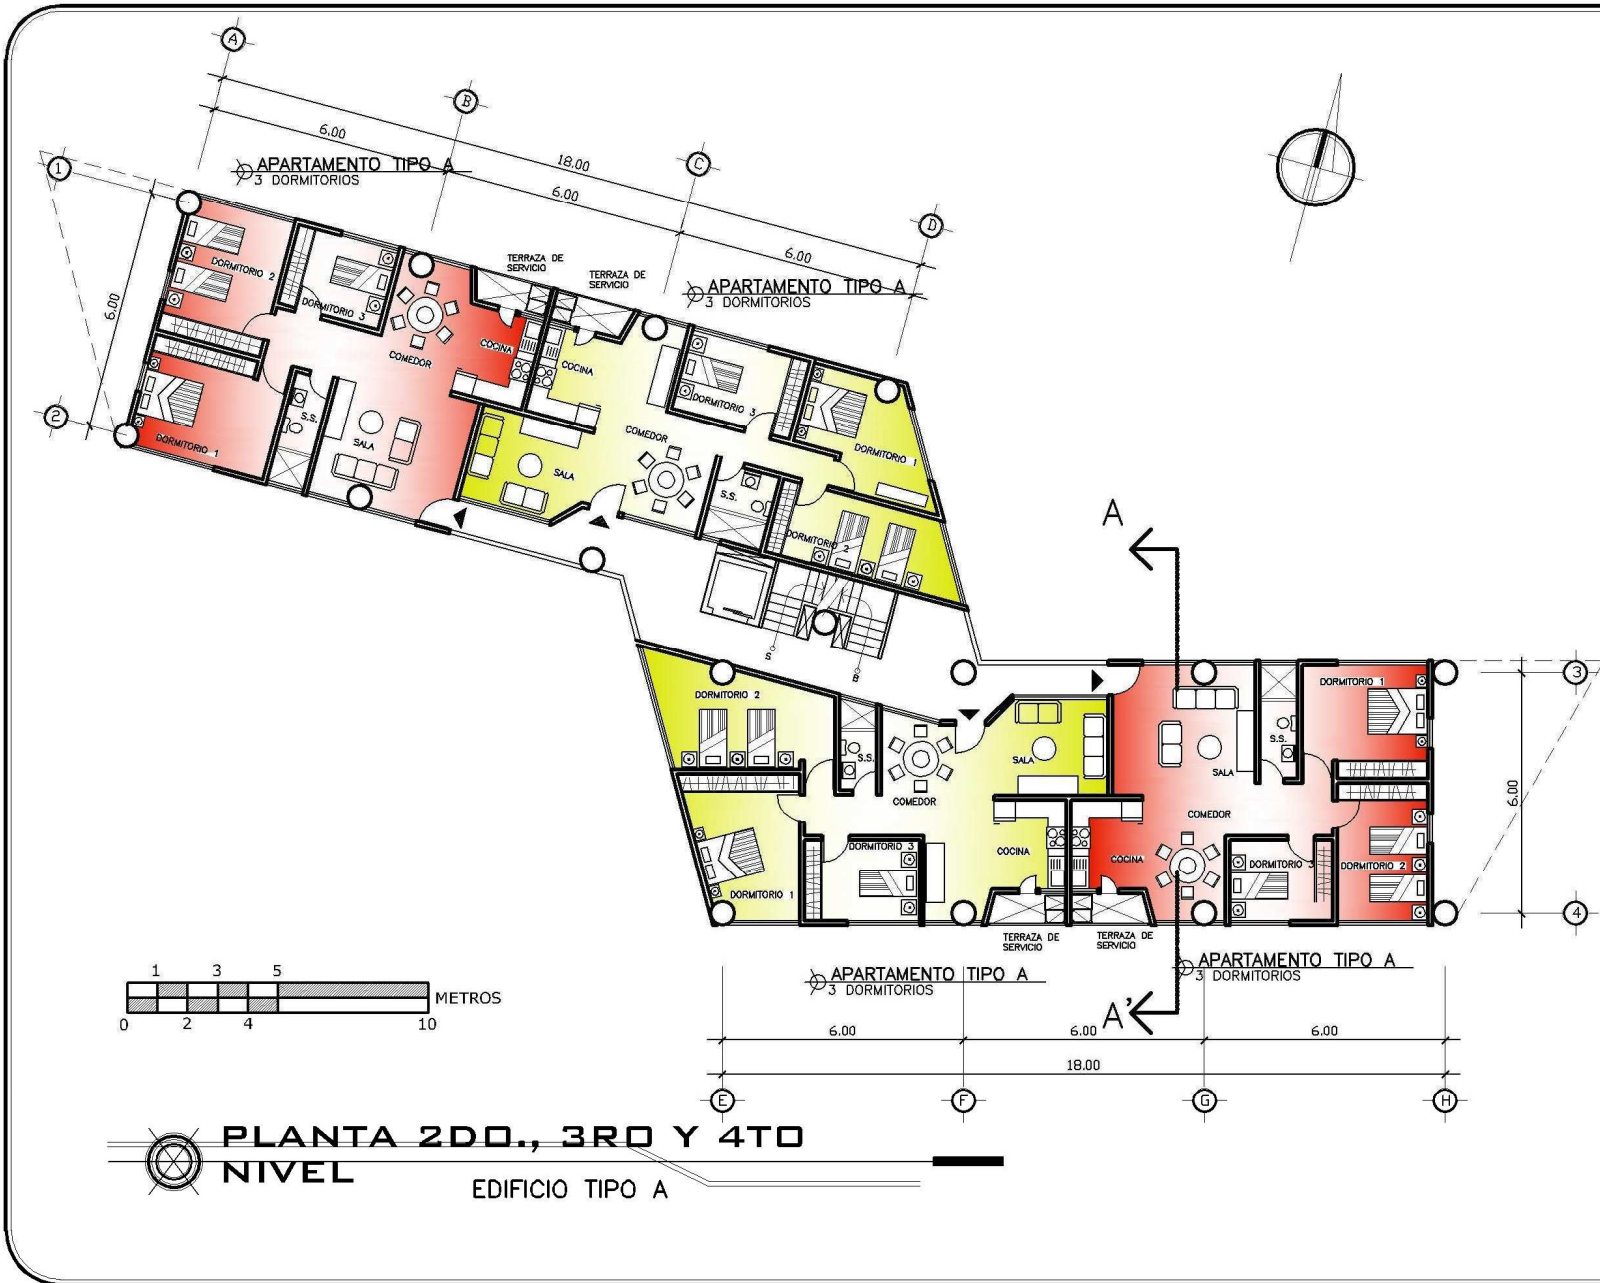 A
B
C
D
6.00
18.00
6.00
6.00
1
2
6.00
APARTAMENTO TIPO A
3 DORMITORIOS
APARTAMENTO TIPO A
3 DORMITORIOS
TERRAZA DE
SERVICIO
TERRAZA DE
SERVICIO
DORMITORIO 2
DORMITORIO 3
COMEDOR
COCINA
COCINA
DORMITORIO 1
S.S.
SALA
SALA
COMEDOR
DORMITORIO 3
DORMITORIO 1
S.S.
DORMITORIO 2
S
B
A
DORMITORIO 2
S.S.
COMEDOR
SALA
COCINA
DORMITORIO 3
DORMITORIO 1
DORMITORIO 1
S.S.
SALA
COMEDOR
COCINA
DORMITORIO 3
DORMITORIO 2
3
6.00
4
TERRAZA DE
SERVICIO
TERRAZA DE
SERVICIO
APARTAMENTO TIPO A
3 DORMITORIOS
APARTAMENTO TIPO A
3 DORMITORIOS
A'
6.00
6.00
6.00
18.00
E
F
G
H
1 3 5
METROS
0 2 4 10
PLANTA 2DO., 3RO Y 4TO
NIVEL
EDIFICIO TIPO A